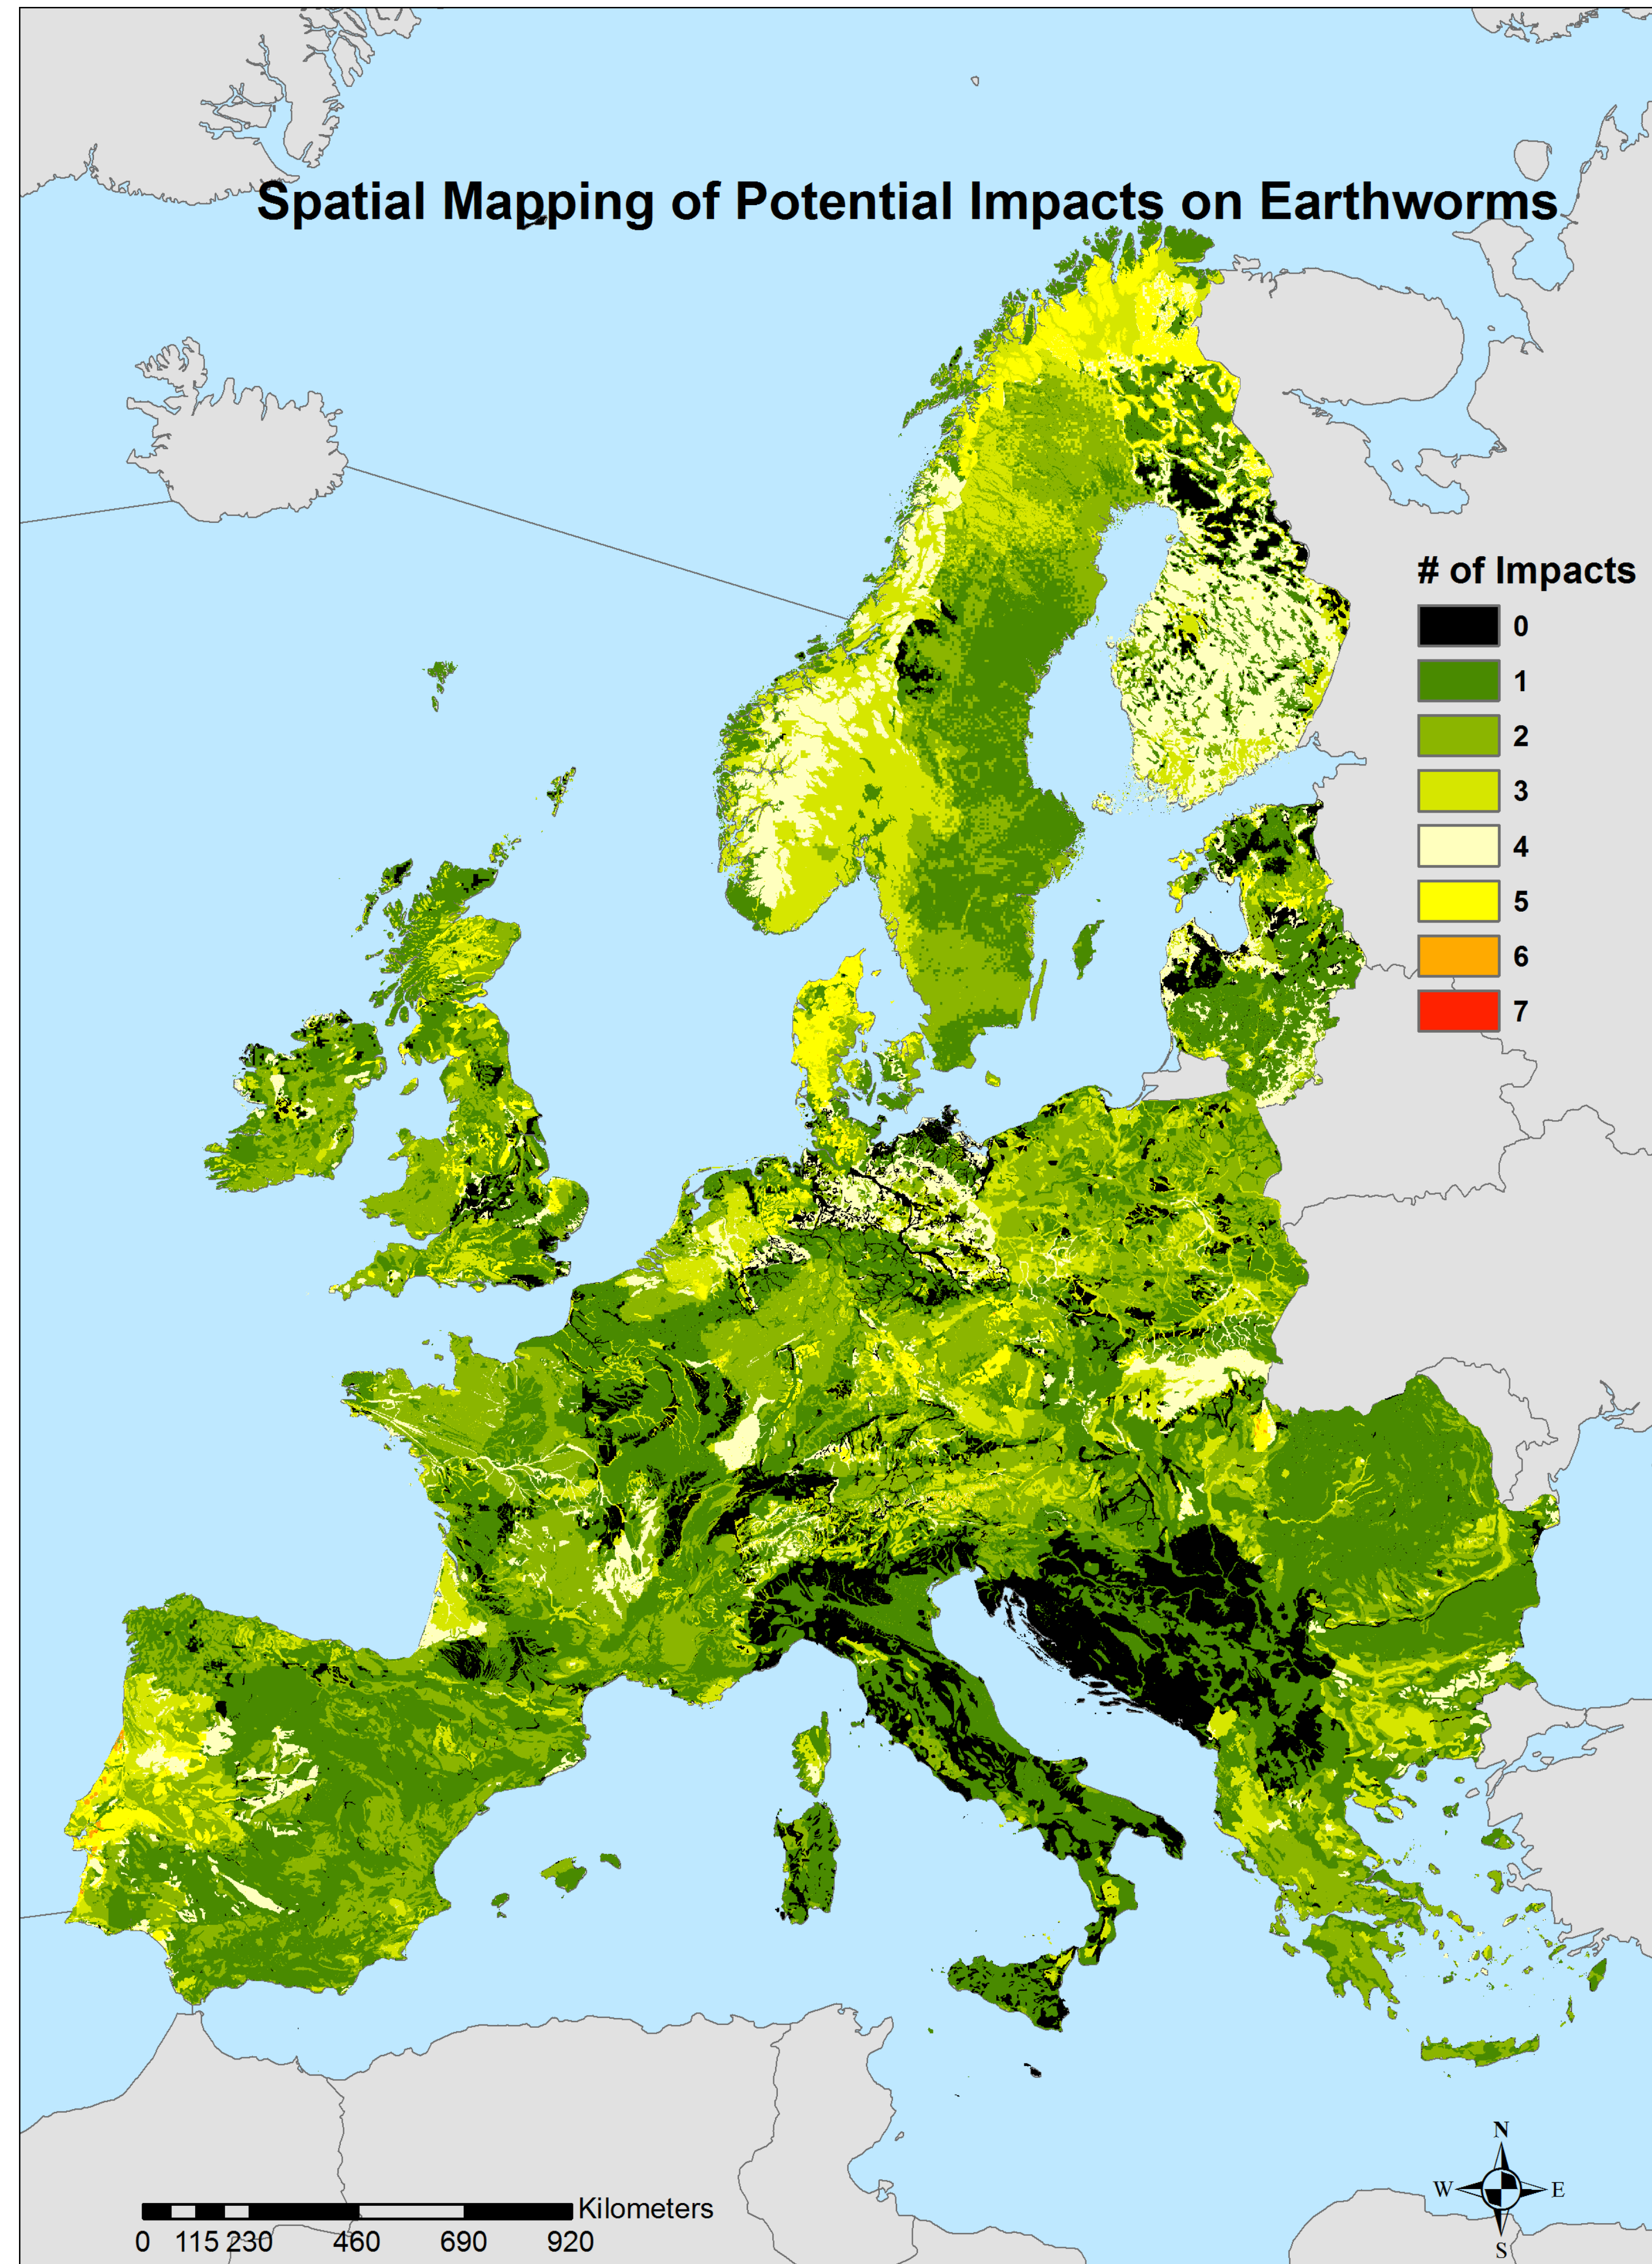 Spatial Mapping of Potential Impacts on Earthworms
# of Impacts
0
1
2
3
4
5
6
7
N
W E
S
Kilometers
0 115 230 460 690 920